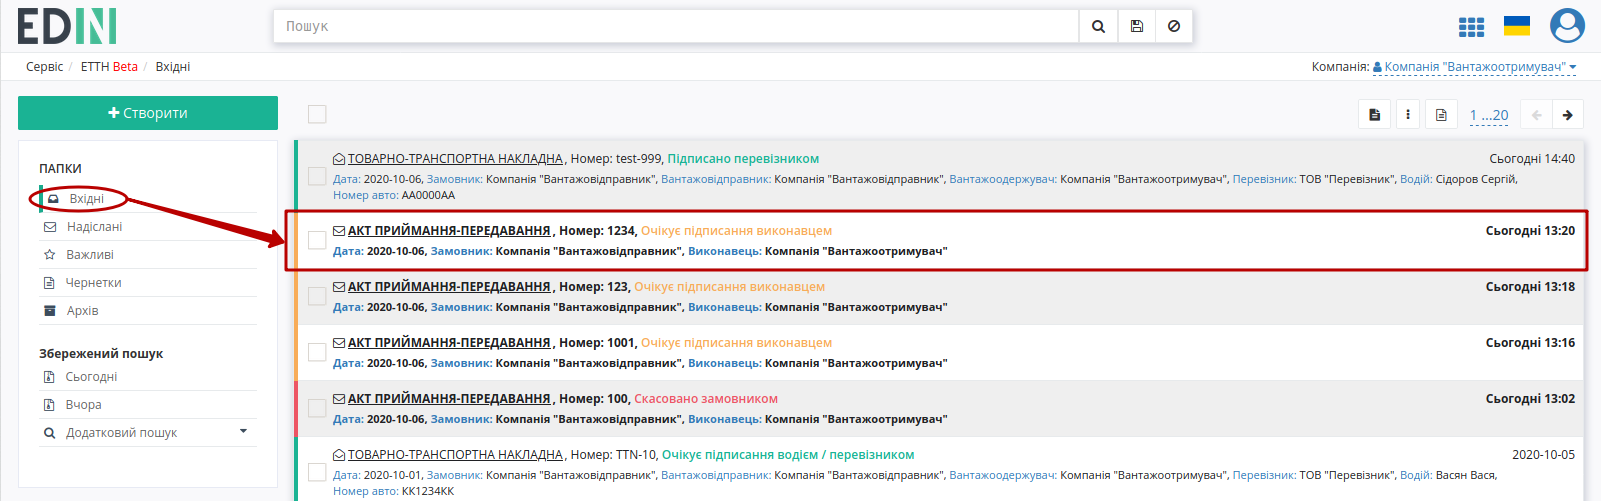 EDIN
Пошук
Сервіс / ЕТТН Beta / Вхідні
Компанія: Компанія "Вантажоотримувач"
Створити
1 ...20
ПАПКИ
Вхідні
Надіслані
Важливі
Чернетки
Архів
Збережений пошук
Сьогодні
Вчора
Додатковий пошук
ТОВАРНО-ТРАНСПОРТНА НАКЛАДНА , Номер: test-999, Підписано перевізником Сьогодні 14:40
Дата: 2020-10-06, Замовник: Компанія "Вантажовідправник", Вантажовідправник: Компанія "Вантажовідправник", Вантажоодержувач: Компанія "Вантажоотримувач", Перевізник: ТОВ "Перевізник", Водій: Сідоров Сергій,
Номер авто: АА0000АА
АКТ ПРИЙМАННЯ-ПЕРЕДАВАННЯ , Номер: 1234, Очікує підписання виконавцем Сьогодні 13:20
Дата: 2020-10-06, Замовник: Компанія "Вантажовідправник", Виконавець: Компанія "Вантажоотримувач"
АКТ ПРИЙМАННЯ-ПЕРЕДАВАННЯ , Номер: 123, Очікує підписання виконавцем Сьогодні 13:18
Дата: 2020-10-06, Замовник: Компанія "Вантажовідправник", Виконавець: Компанія "Вантажоотримувач"
АКТ ПРИЙМАННЯ-ПЕРЕДАВАННЯ , Номер: 1001, Очікує підписання виконавцем Сьогодні 13:16
Дата: 2020-10-06, Замовник: Компанія "Вантажовідправник", Виконавець: Компанія "Вантажоотримувач"
АКТ ПРИЙМАННЯ-ПЕРЕДАВАННЯ , Номер: 100, Скасовано замовником Сьогодні 13:02
Дата: 2020-10-06, Замовник: Компанія "Вантажовідправник", Виконавець: Компанія "Вантажоотримувач"
ТОВАРНО-ТРАНСПОРТНА НАКЛАДНА , Номер: TTN-10, Очікує підписання водієм / перевізником 2020-10-05
Дата: 2020-10-01, Замовник: Компанія "Вантажовідправник", Вантажовідправник: Компанія "Вантажовідправник", Вантажоодержувач: Компанія "Вантажоотримувач", Перевізник: ТОВ "Перевізник", Водій: Васян Вася,
Номер авто: КК1234КК